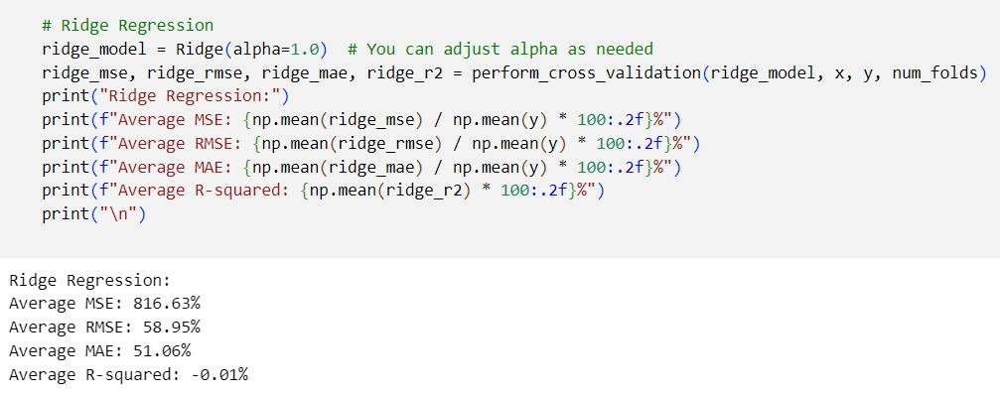 # Ridge Regression
ridge_model = Ridge(alpha=1.0)  # You can adjust alpha as needed
ridge_mse, ridge_rmse, ridge_mae, ridge_r2 = perform_cross_validation(ridge_model, x, y, num_folds)
print("Ridge Regression:")
print(f"Average MSE: {np.mean(ridge_mse) / np.mean(y) * 100:.2f}%")
print(f"Average RMSE: {np.mean(ridge_rmse) / np.mean(y) * 100:.2f}%")
print(f"Average MAE: {np.mean(ridge_mae) / np.mean(y) * 100:.2f}%")
print(f"Average R-squared: {np.mean(ridge_r2) * 100:.2f}%")
print("\n")
Ridge Regression:
Average MSE: 816.63%
Average RMSE: 58.95%
Average MAE: 51.06%
Average R-squared: -0.01%